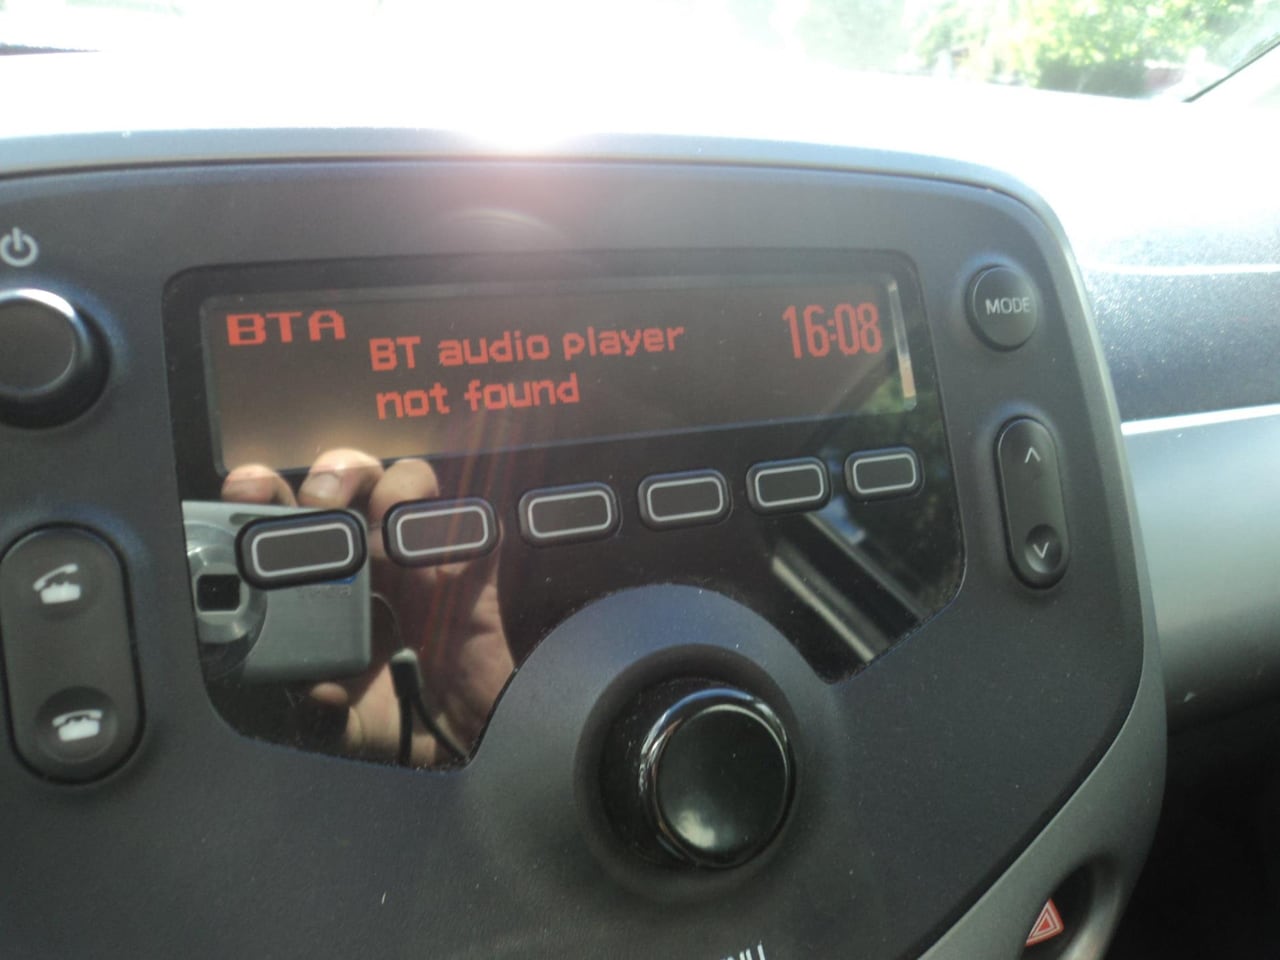 BTA
BT audio player
not found
16:08
MODE